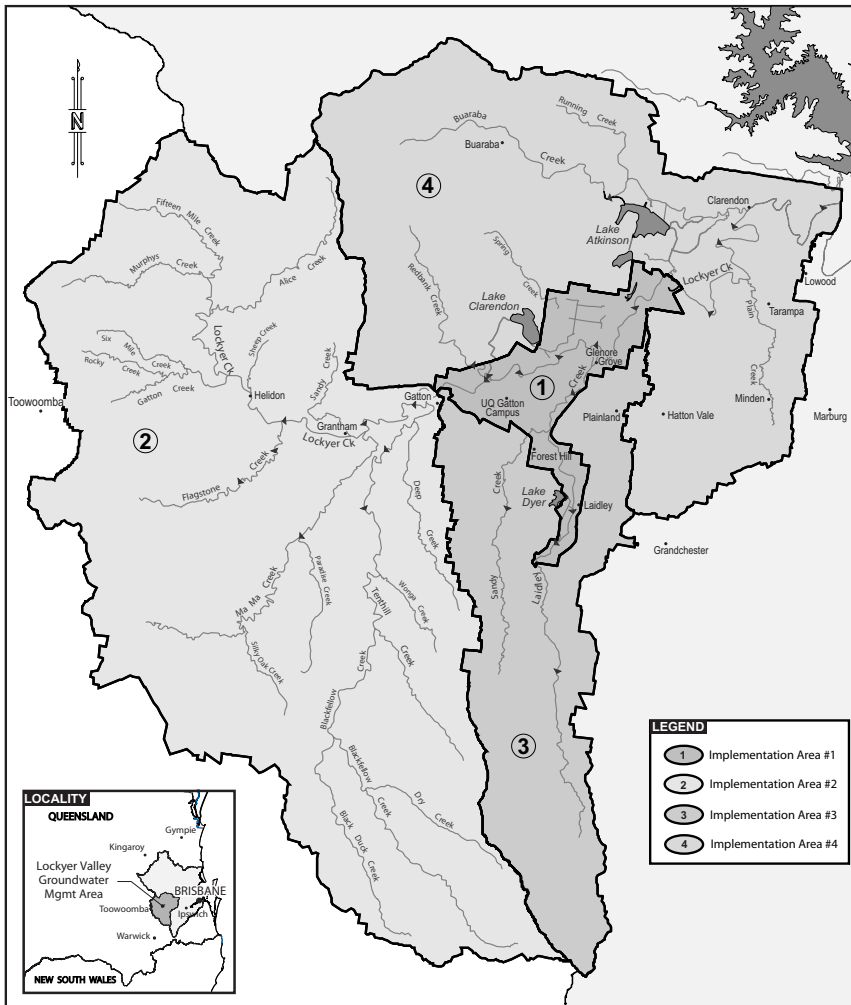 N
Running Creek
Buaraba
Creek
Buaraba
4
Fifteen Mile Creek
Murphys Creek
Alice Creek
Lake
Atkinson
Clarendon
Spring
Creek
Redbank Creek
Lake
Clarendon
Lockyer Ck
Lowood
Plain
Creek
Tarampa
Lockyer Ck
Sheep Creek
Six
Mile
Creek
Rocky
Creek
Gatton Creek
Sandy Creek
Glenore
Grove
Creek
1
Minden
Toowoomba
Helidon
Gatton
UQ Gatton
Campus
Plainland
Hatton Vale
Marburg
Grantham
Lockyer Ck
2
Forest Hill
Flagstone Creek
Deep
Creek
Creek
Sandy
Lake
Dyer
Laidley
Grandchester
Ma Ma Creek
Paradise Creek
Tenthill
Creek
Wonga Creek
Laidley
Silky Oak Creek
Blackfellow
Creek
3
Blackfellow
Creek
Dry
Creek
Black Duck Creek
LEGEND
1 Implementation Area #1
2 Implementation Area #2
3 Implementation Area #3
4 Implementation Area #4
LOCALITY
QUEENSLAND
Gympie
Kingaroy
Lockyer Valley
Groundwater
Mgmt Area
BRISBANE
Toowoomba
Ipswich
Warwick
NEW SOUTH WALES